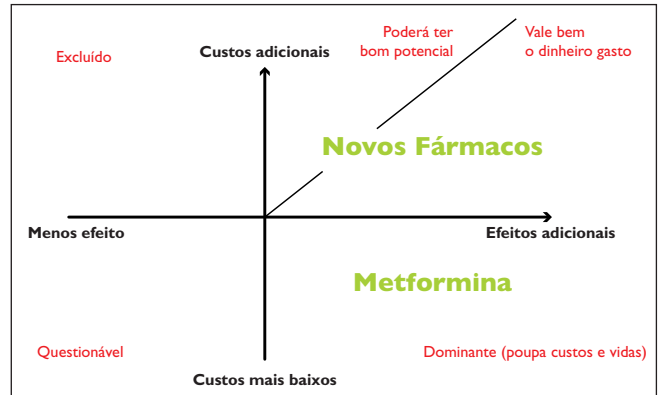 Excluído
Custos adicionais
Poderá ter
bom potencial
Vale bem
o dinheiro gasto
Novos Fármacos
Menos efeito
Efeitos adicionais
Metformina
Questionável
Dominante (poupa custos e vidas)
Custos mais baixos